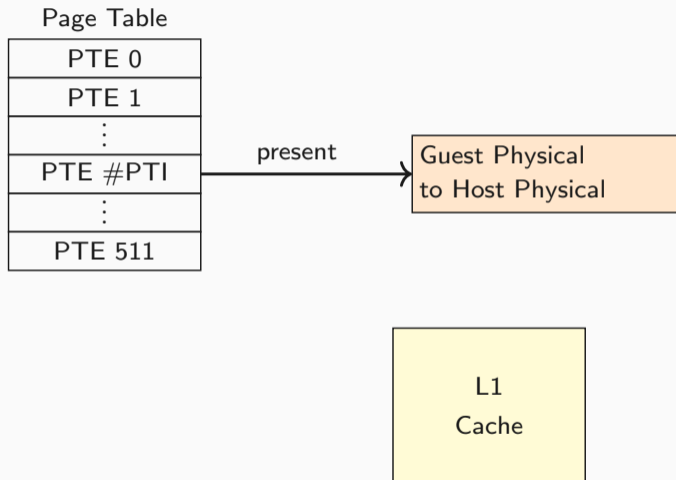 Page Table
PTE 0
PTE 1
⋮
PTE #PTI
⋮
PTE 511
present
Guest Physical
to Host Physical
L1
Cache